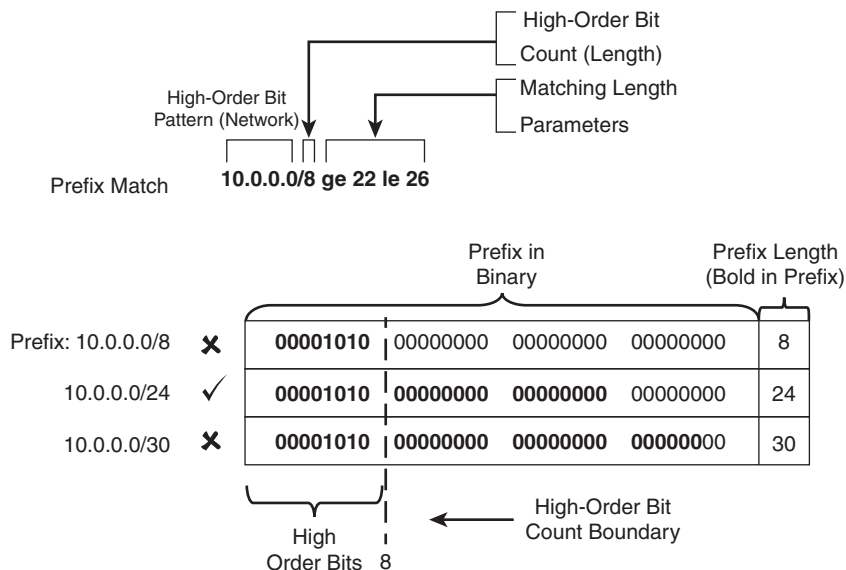 High-Order Bit
Count (Length)
Matching Length
Parameters
High-Order Bit
Pattern (Network)
Prefix Match 10.0.0.0/8 ge 22 le 26
Prefix in
Binary
Prefix Length
(Bold in Prefix)
Prefix: 10.0.0.0/8 00001010 00000000 00000000 00000000 8
10.0.0.0/24 00001010 00000000 00000000 00000000 24
10.0.0.0/30 00001010 00000000 00000000 00000000 30
High
Order Bits
8
High-Order Bit
Count Boundary